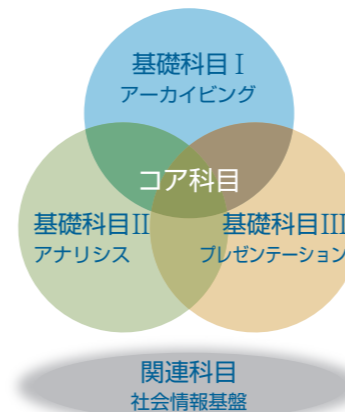 基礎科目Ⅰ
アーカイビング
コア科目
基礎科目Ⅱ
アナリシス
基礎科目Ⅲ
プレゼンテーション
関連科目
社会情報基盤